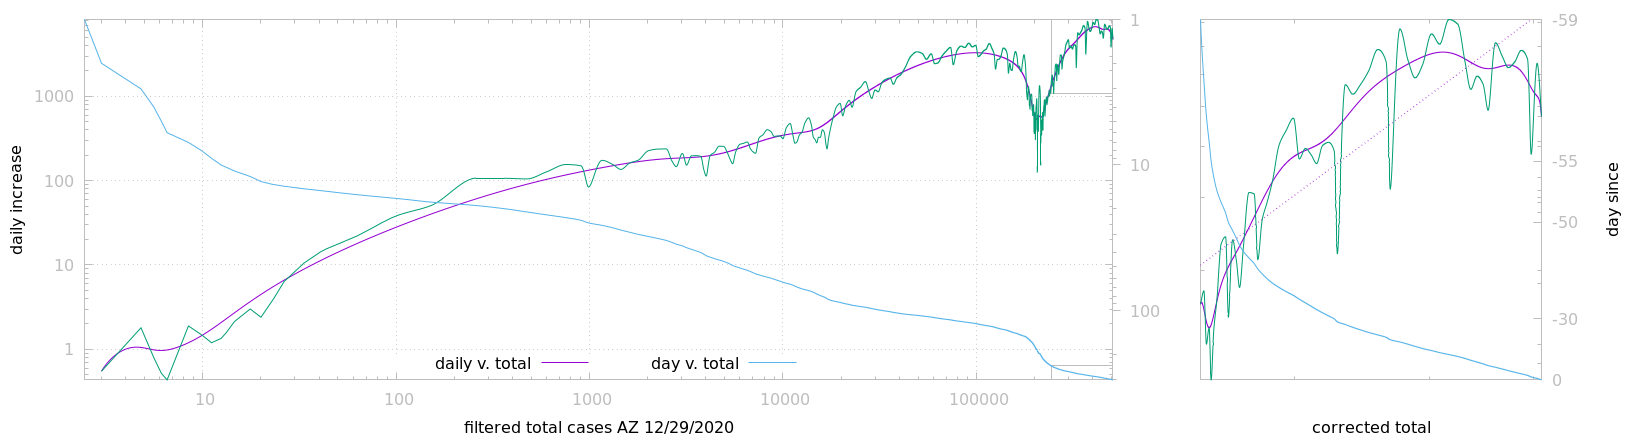 daily increase
1000
100
10
1
10
100
1000
10000
100000
filtered total cases AZ 12/29/2020
daily v. total
day v. total
1
10
100
-59
-55
-50
-30
0
day since
corrected total